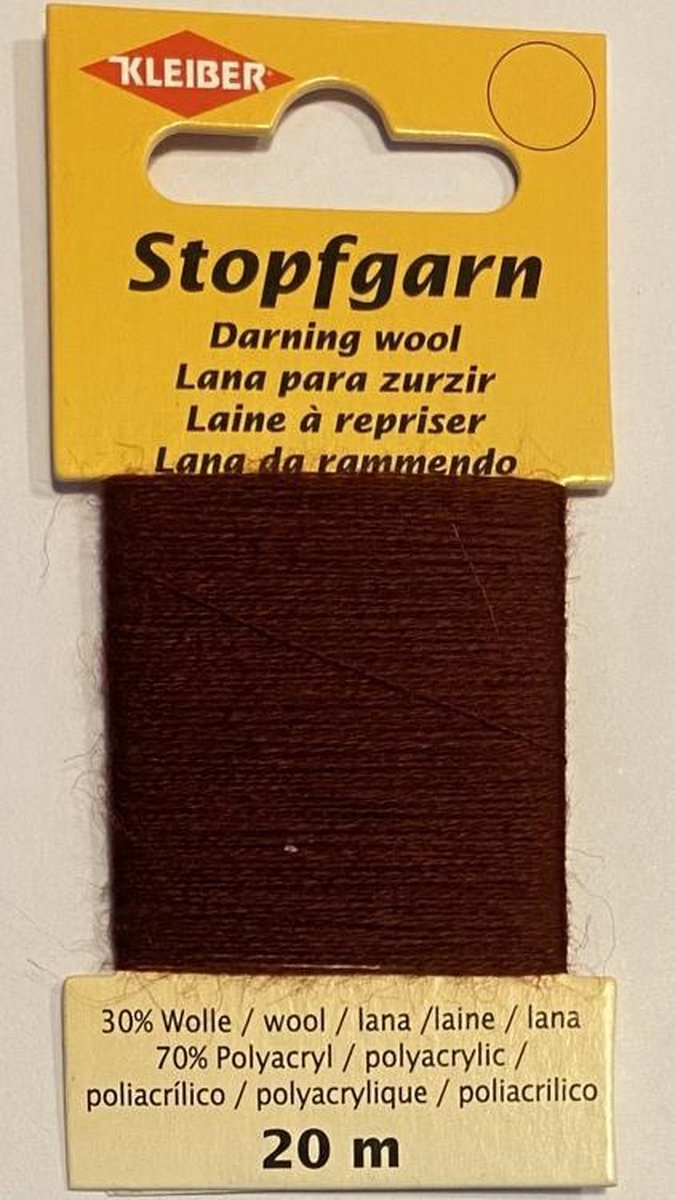 KLEIBER
Stopfgarn
Darning wool
Lana para zurzir
Laine à repriser
Lana da rammendo
30% Wolle / wool / lana /laine / lana
70% Polyacryl / polyacrylic /
poliacrílico / polyacrylique / poliacrilico
20 m